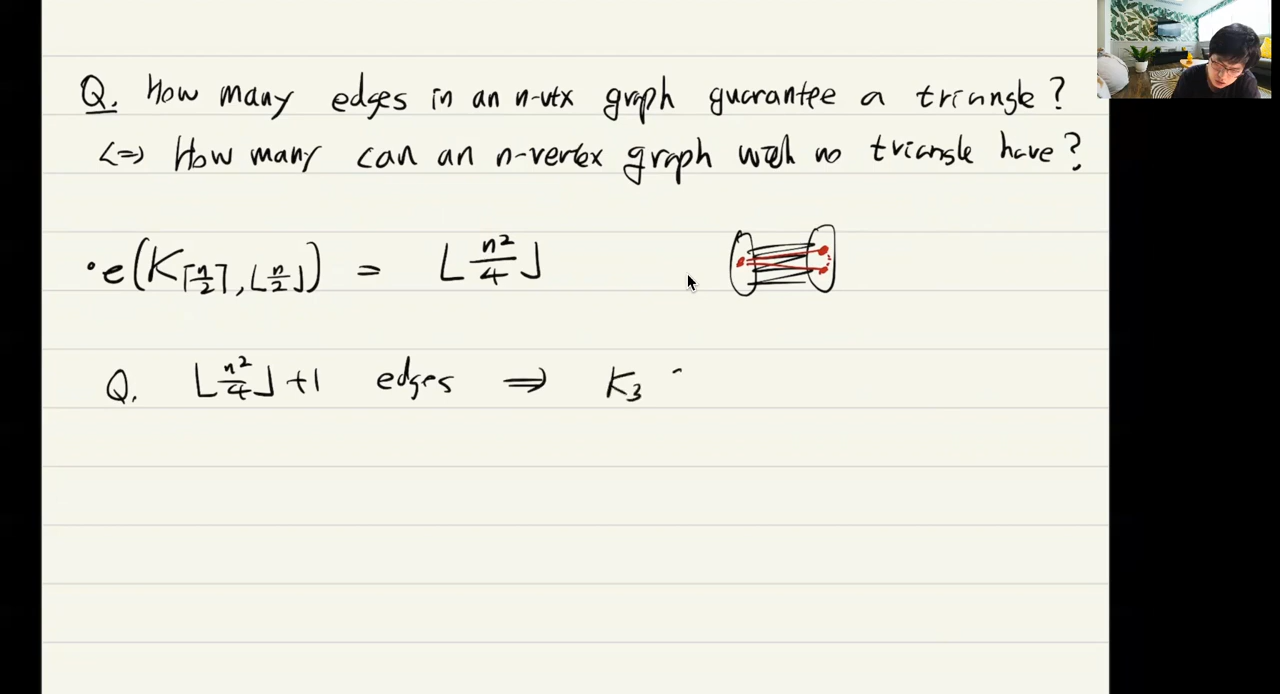 Q. How many edges in an n-vtx graph guarantee a triangle?
<=> How many can an n-vertex graph with no triangle have?
• e(K⌈n/2⌉,⌊n/2⌋) = ⌊n²/4⌋
Q. ⌊n²/4⌋+1 edges ⇒ K₃